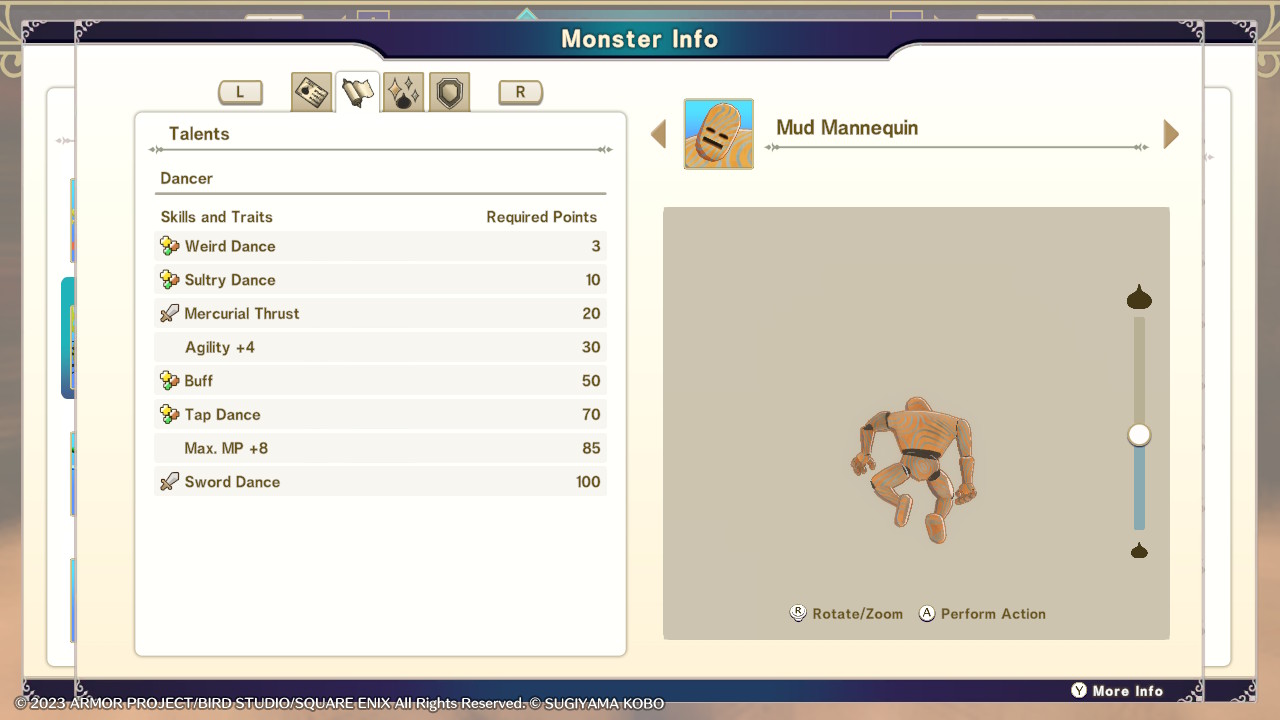 Monster Info
L
R
Talents
Dancer
Skills and Traits Required Points
Weird Dance 3
Sultry Dance 10
Mercurial Thrust 20
Agility +4 30
Buff 50
Tap Dance 70
Max. MP +8 85
Sword Dance 100
Mud Mannequin
R Rotate/Zoom A Perform Action
Y More Info
© 2023 ARMOR PROJECT/BIRD STUDIO/SQUARE ENIX All Rights Reserved. © SUGIYAMA KOBO